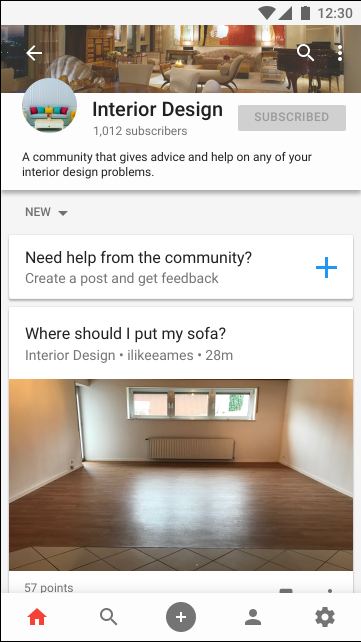 12:30
Interior Design
SUBSCRIBED
1,012 subscribers
A community that gives advice and help on any of your
interior design problems.
NEW
Need help from the community?
Create a post and get feedback
Where should I put my sofa?
Interior Design • ilikeeames • 28m
57 points